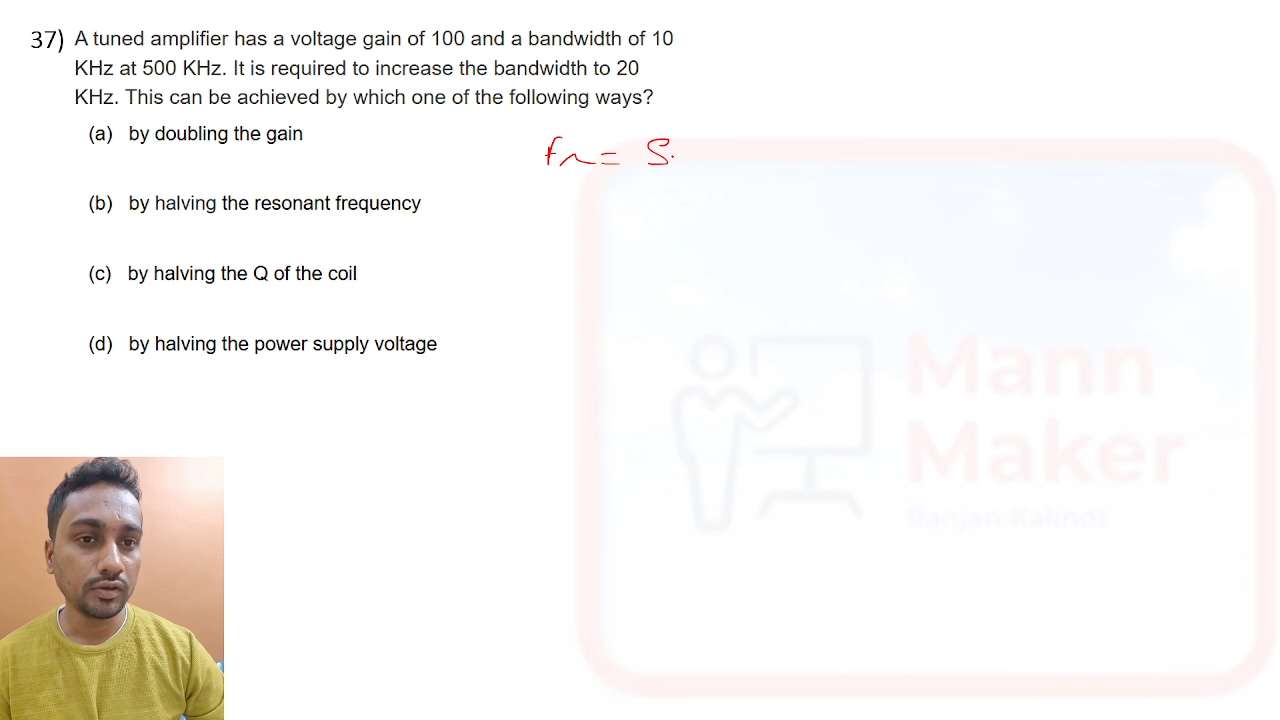 37) A tuned amplifier has a voltage gain of 100 and a bandwidth of 10
KHz at 500 KHz. It is required to increase the bandwidth to 20
KHz. This can be achieved by which one of the following ways?
(a) by doubling the gain
fr = 5
(b) by halving the resonant frequency
(c) by halving the Q of the coil
(d) by halving the power supply voltage
Mann
Maker
Ranjan Kalindi